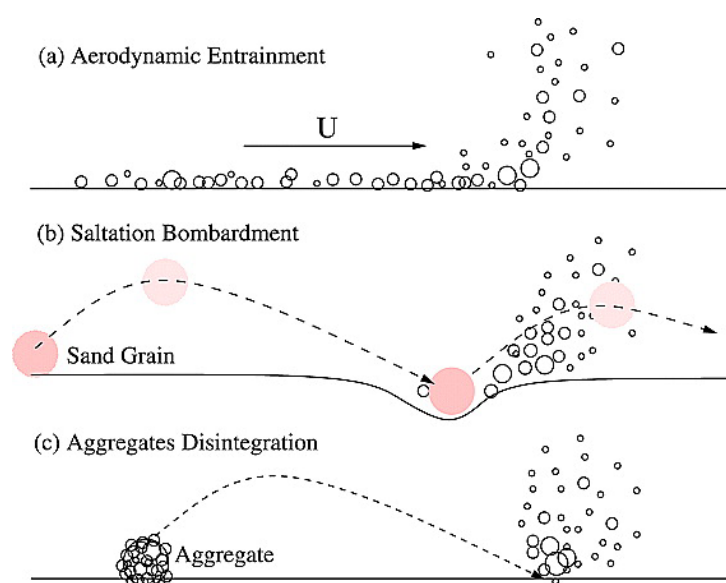 (a) Aerodynamic Entrainment
U
(b) Saltation Bombardment
Sand Grain
(c) Aggregates Disintegration
Aggregate